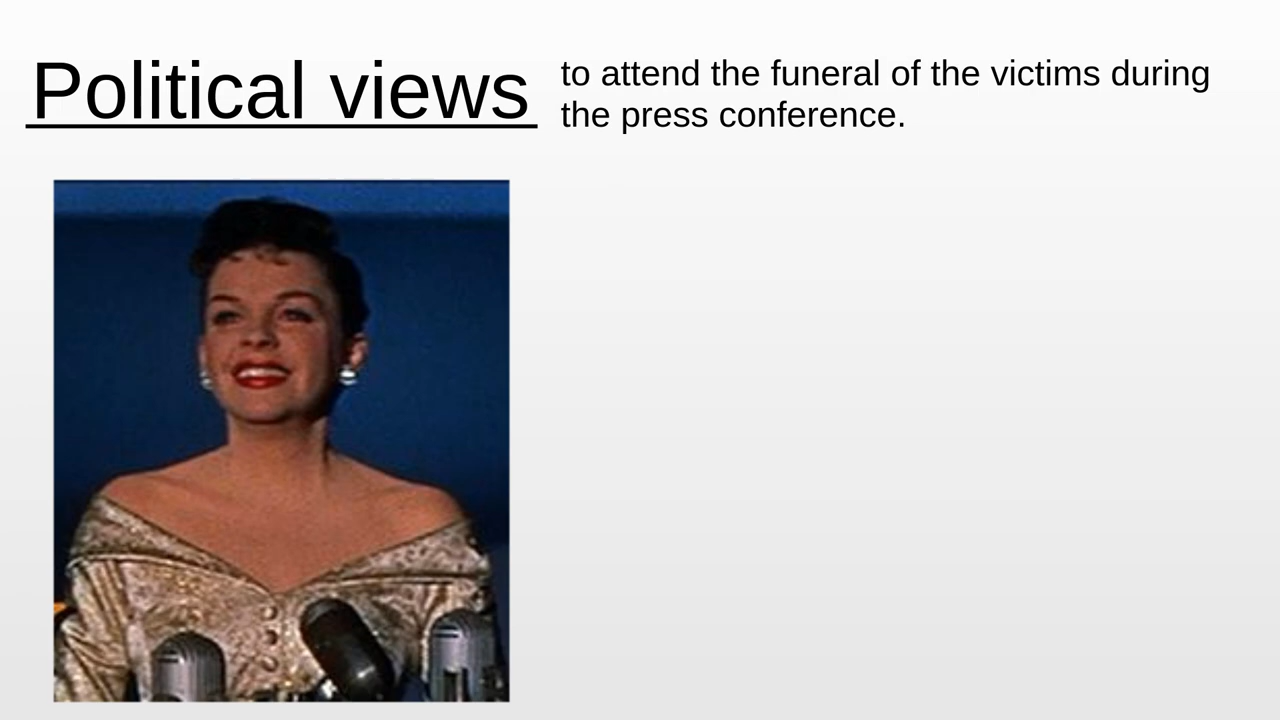 Political views
to attend the funeral of the victims during
the press conference.